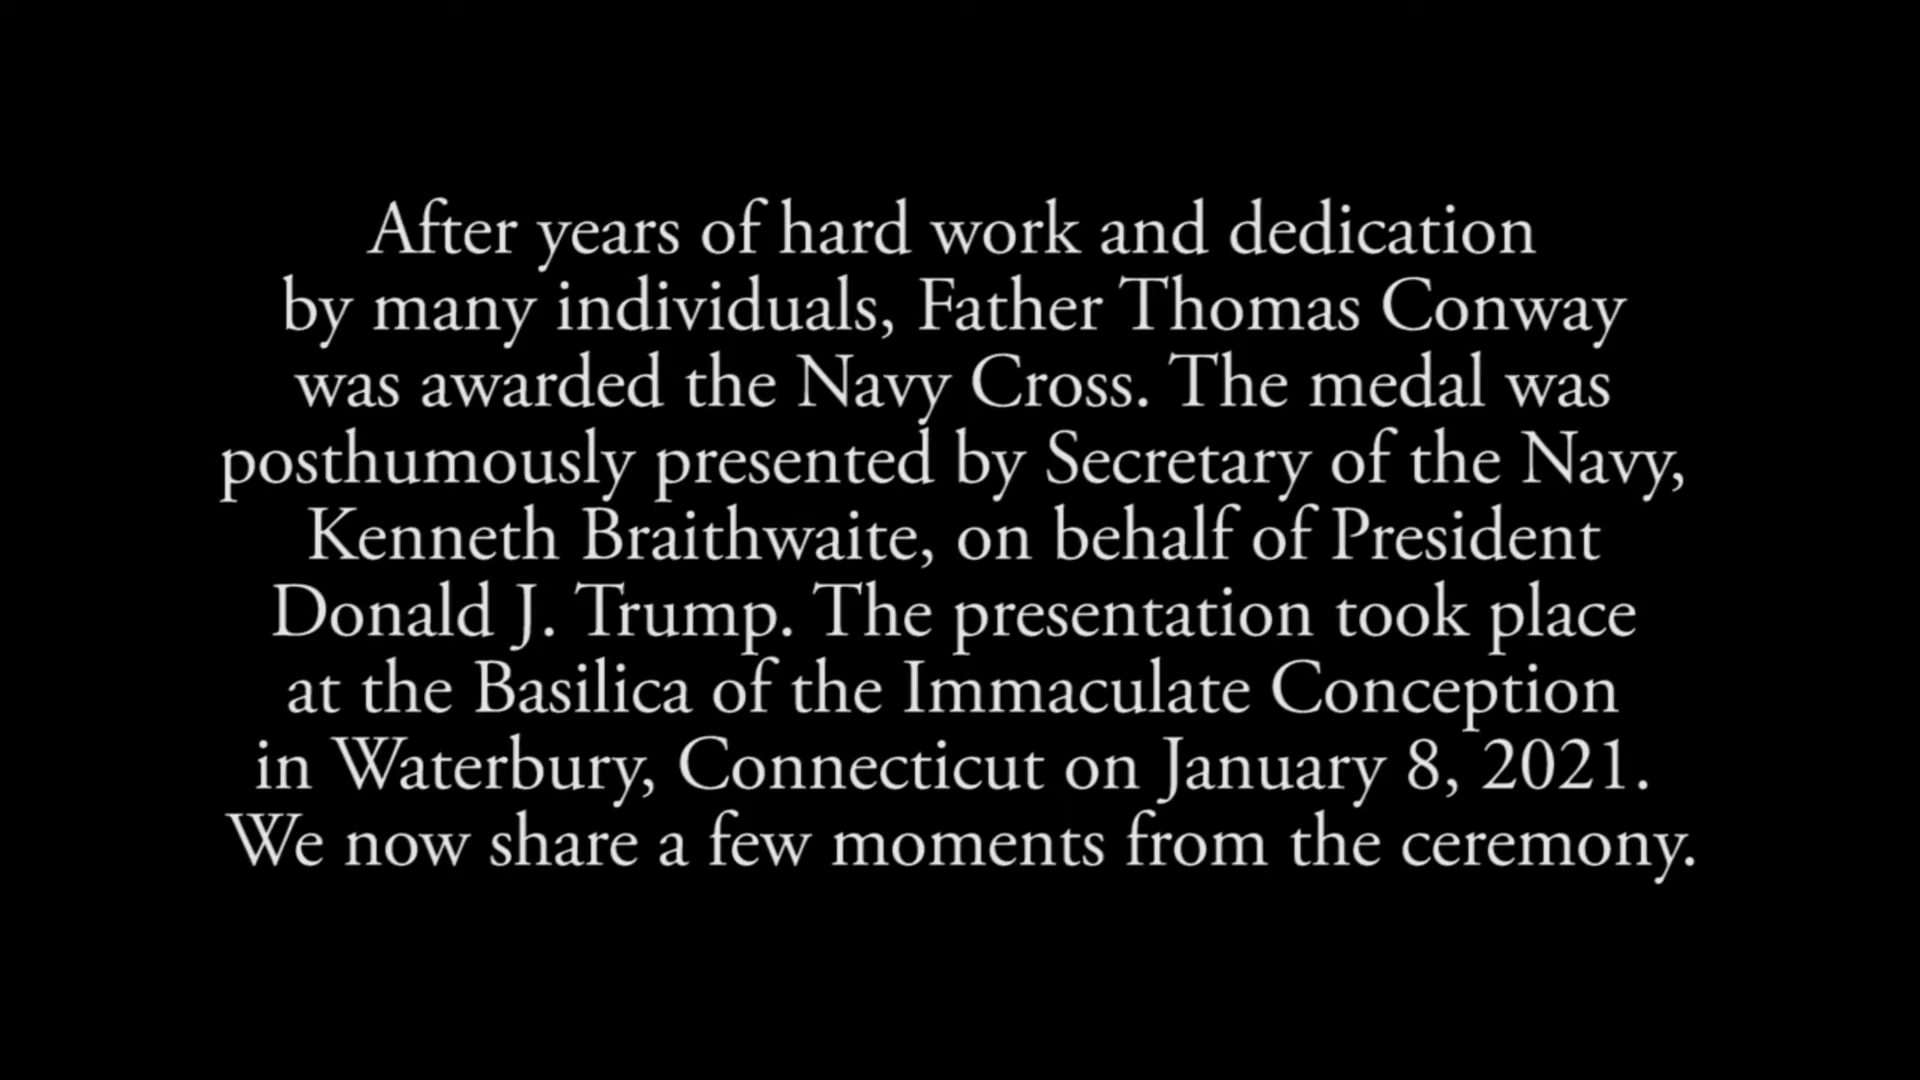 After years of hard work and dedication
by many individuals, Father Thomas Conway
was awarded the Navy Cross. The medal was
posthumously presented by Secretary of the Navy,
Kenneth Braithwaite, on behalf of President
Donald J. Trump. The presentation took place
at the Basilica of the Immaculate Conception
in Waterbury, Connecticut on January 8, 2021.
We now share a few moments from the ceremony.